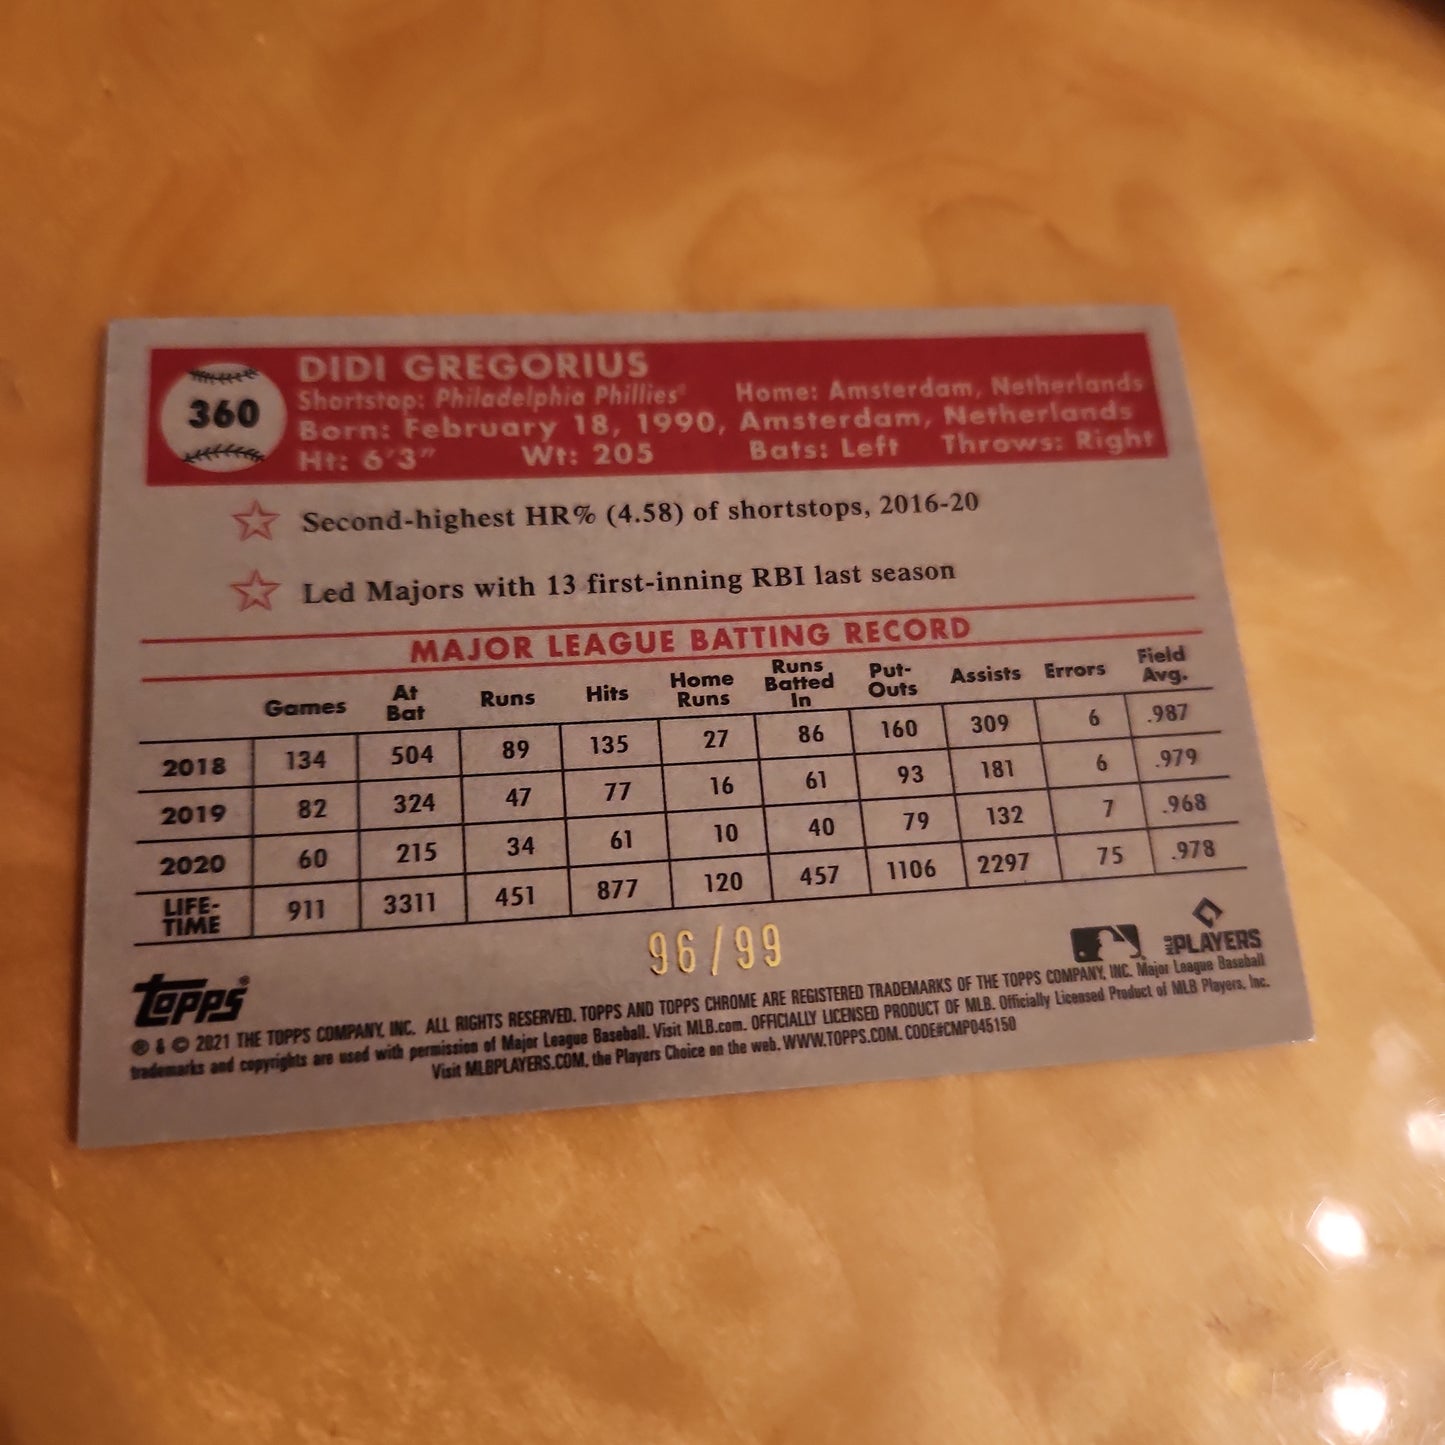 360
DIDI GREGORIUS
Shortstop: Philadelphia Phillies® Home: Amsterdam, Netherlands
Born: February 18, 1990, Amsterdam, Netherlands
Ht: 6'3" Wt: 205 Bats: Left Throws: Right
Second-highest HR% (4.58) of shortstops, 2016-20
Led Majors with 13 first-inning RBI last season
MAJOR LEAGUE BATTING RECORD
Games At Bat Runs Hits Home Runs Runs Batted In Put-Outs Assists Errors Field Avg.
2018 134 504 89 135 27 86 160 309 6 .987
2019 82 324 47 77 16 61 93 181 6 .979
2020 60 215 34 61 10 40 79 132 7 .968
LIFE-TIME 911 3311 451 877 120 457 1106 2297 75 .978
96/99
topps®
MLB PLAYERS
® & © 2021 THE TOPPS COMPANY, INC. ALL RIGHTS RESERVED. TOPPS AND TOPPS CHROME ARE REGISTERED TRADEMARKS OF THE TOPPS COMPANY, INC. Major League Baseball
trademarks and copyrights are used with permission of Major League Baseball. Visit MLB.com. OFFICIALLY LICENSED PRODUCT OF MLB. Officially Licensed Product of MLB Players, Inc.
Visit MLBPLAYERS.COM, the Players Choice on the web. WWW.TOPPS.COM. CODE#CMP045150